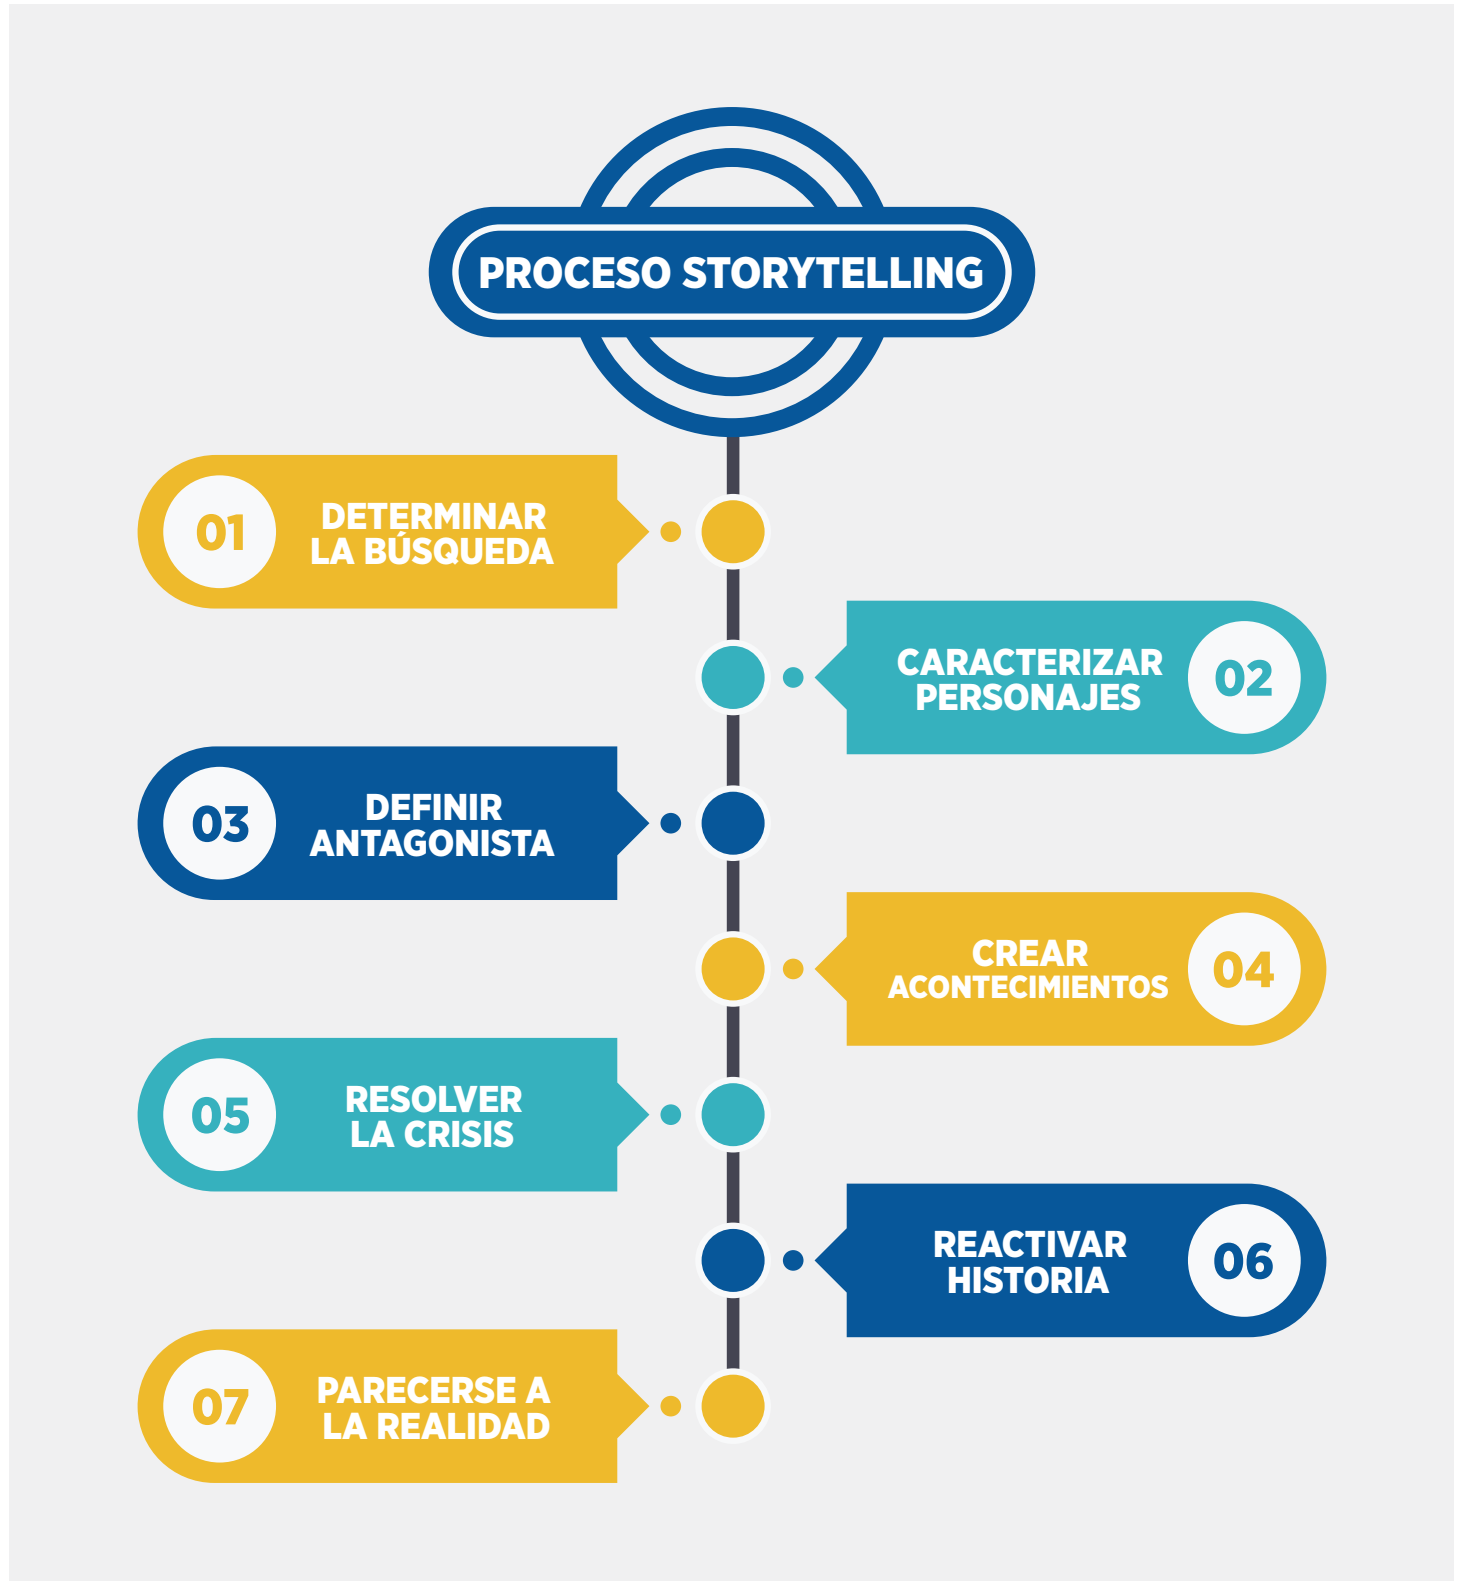 PROCESO STORYTELLING
01
DETERMINAR
LA BÚSQUEDA
CARACTERIZAR
PERSONAJES
02
03
DEFINIR
ANTAGONISTA
CREAR
ACONTECIMIENTOS
04
05
RESOLVER
LA CRISIS
REACTIVAR
HISTORIA
06
07
PARECERSE A
LA REALIDAD